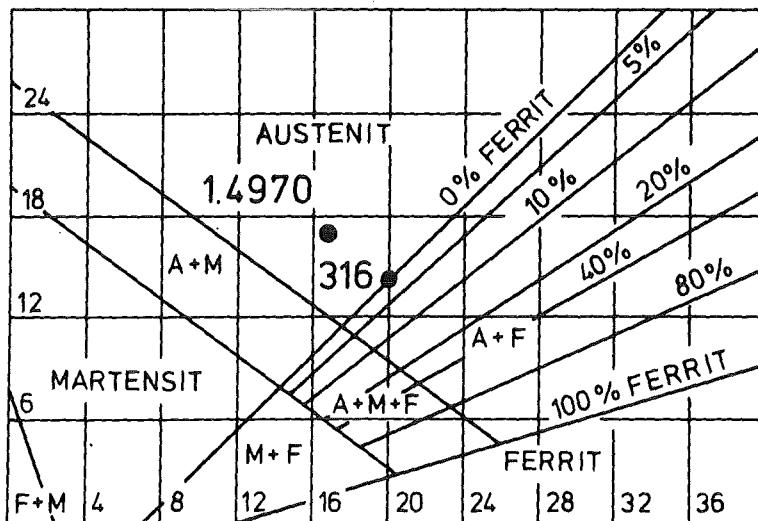 5%
24
AUSTENIT
0% FERRIT
1.4970
10%
20%
18
316
40%
A+M
80%
12
A+F
MARTENSIT
100% FERRIT
6
A+M+F
M+F
FERRIT
F+M 4 8 12 16 20 24 28 32 36